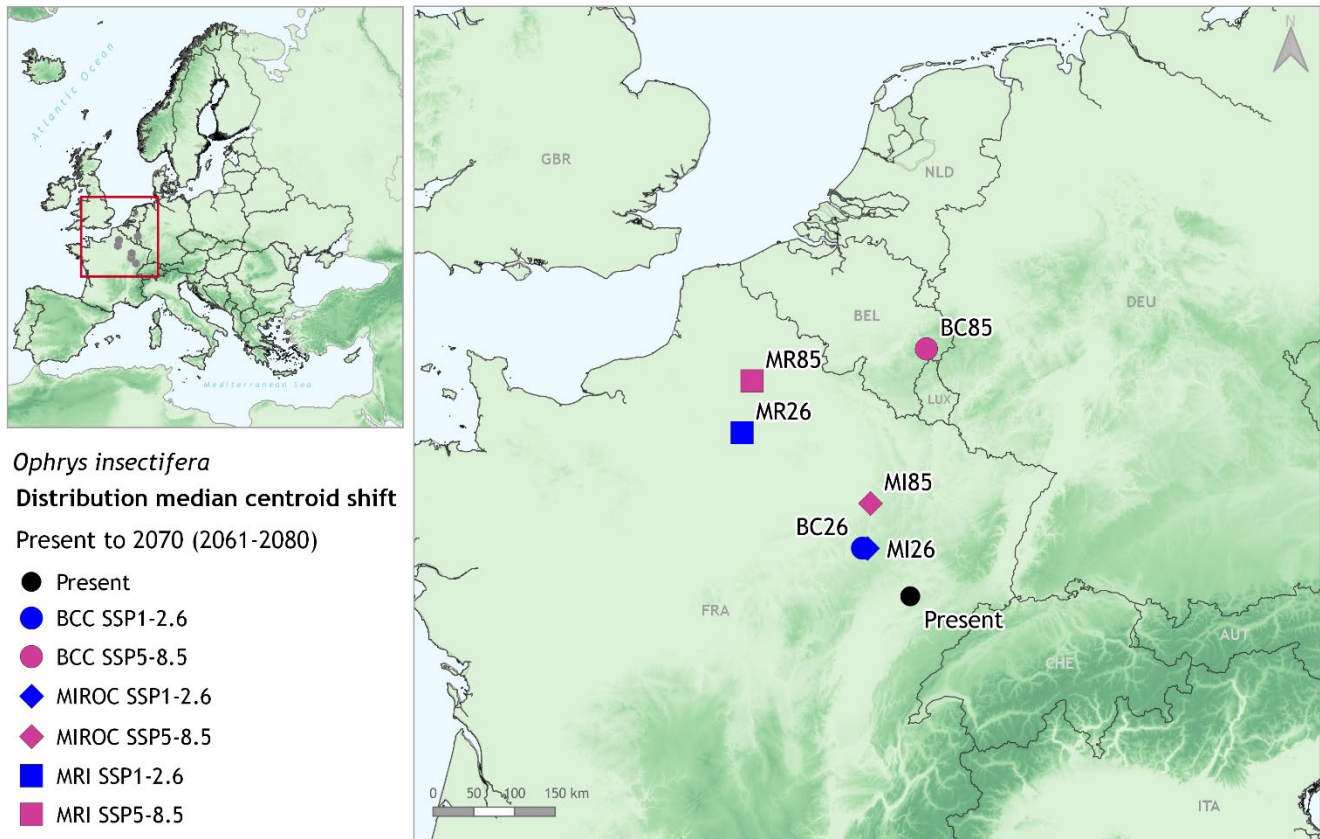 Atlantic Ocean
Mediterranean Sea
Ophrys insectifera
Distribution median centroid shift
Present to 2070 (2061-2080)
Present
BCC SSP1-2.6
BCC SSP5-8.5
MIROC SSP1-2.6
MIROC SSP5-8.5
MRI SSP1-2.6
MRI SSP5-8.5
N
GBR
NLD
DEU
BEL
BC85
MR85
LUX
MR26
MI85
BC26
MI26
FRA
Present
AUT
CHE
0 50 100 150 km
ITA